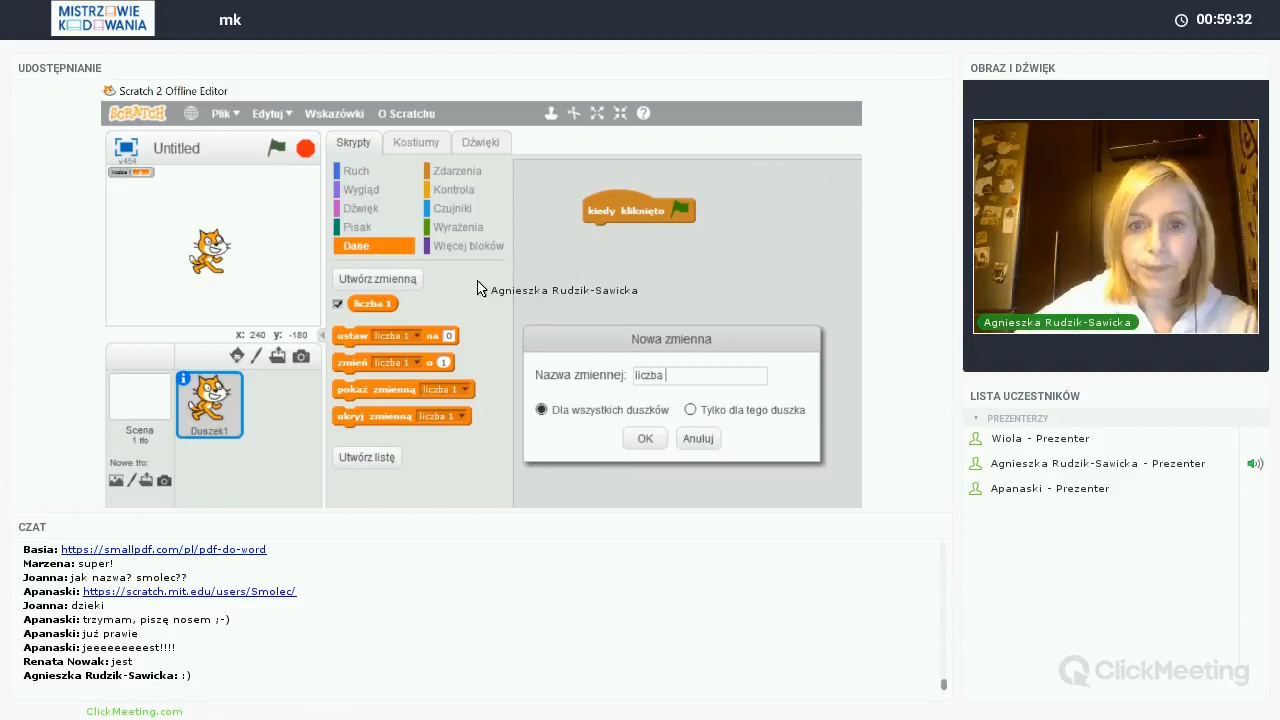 MISTRZOWIE
KODOWANIA
mk
00:59:32
UDOSTĘPNIANIE
OBRAZ I DŹWIĘK
Scratch 2 Offline Editor
SCRATCH
Plik
Edytuj
Wskazówki
O Scratchu
Untitled
v454
Skrypty
Kostiumy
Dźwięki
liczba 1
0
Ruch
Zdarzenia
Wygląd
Kontrola
Dźwięk
Czujniki
Pisak
Wyrażenia
Dane
Więcej bloków
kiedy kliknięto
Utwórz zmienną
Agnieszka Rudzik-Sawicka
liczba 1
ustaw liczba 1 na 0
zmień liczba 1 o 1
pokaż zmienną liczba 1
ukryj zmienną liczba 1
Utwórz listę
x: 240 y: -180
Scena
1 tło
Duszek1
Nowe tło:
Nowa zmienna
Nazwa zmiennej: liczba
Dla wszystkich duszków
Tylko dla tego duszka
OK
Anuluj
Agnieszka Rudzik-Sawicka
LISTA UCZESTNIKÓW
PREZENTERZY
Wiola - Prezenter
Agnieszka Rudzik-Sawicka - Prezenter
Apanaski - Prezenter
CZAT
Basia: https://smallpdf.com/pl/pdf-do-word
Marzena: super!
Joanna: jak nazwa? smolec??
Apanaski: https://scratch.mit.edu/users/Smolec/
Joanna: dzieki
Apanaski: trzymam, piszę nosem ;-)
Apanaski: już prawie
Apanaski: jeeeeeeeeest!!!!
Renata Nowak: jest
Agnieszka Rudzik-Sawicka: :)
ClickMeeting
ClickMeeting.com